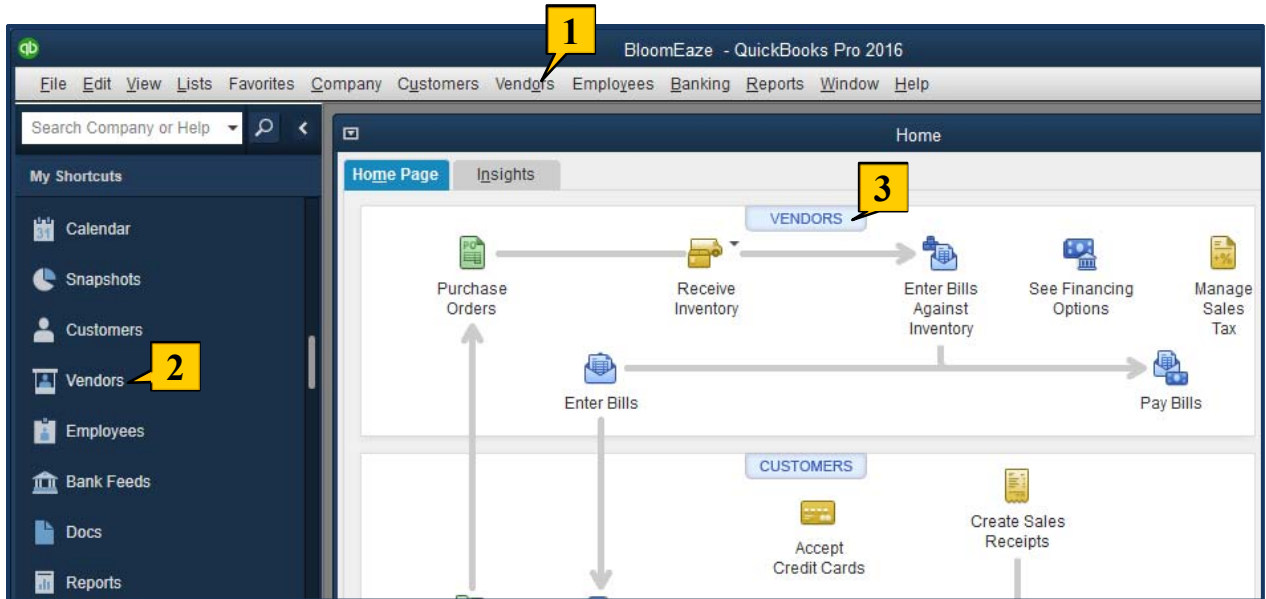 1
qb
BloomEaze - QuickBooks Pro 2016
File Edit View Lists Favorites Company Customers Vendors Employees Banking Reports Window Help
Search Company or Help
Home
My Shortcuts
Home Page Insights
3
31 Calendar
VENDORS
Snapshots
PO
+%
Purchase
Orders
Receive
Inventory
Enter Bills
Against
Inventory
See Financing
Options
Manage
Sales
Tax
Customers
Vendors
2
Enter Bills
Pay Bills
Employees
Bank Feeds
CUSTOMERS
Docs
Accept
Credit Cards
Create Sales
Receipts
Reports